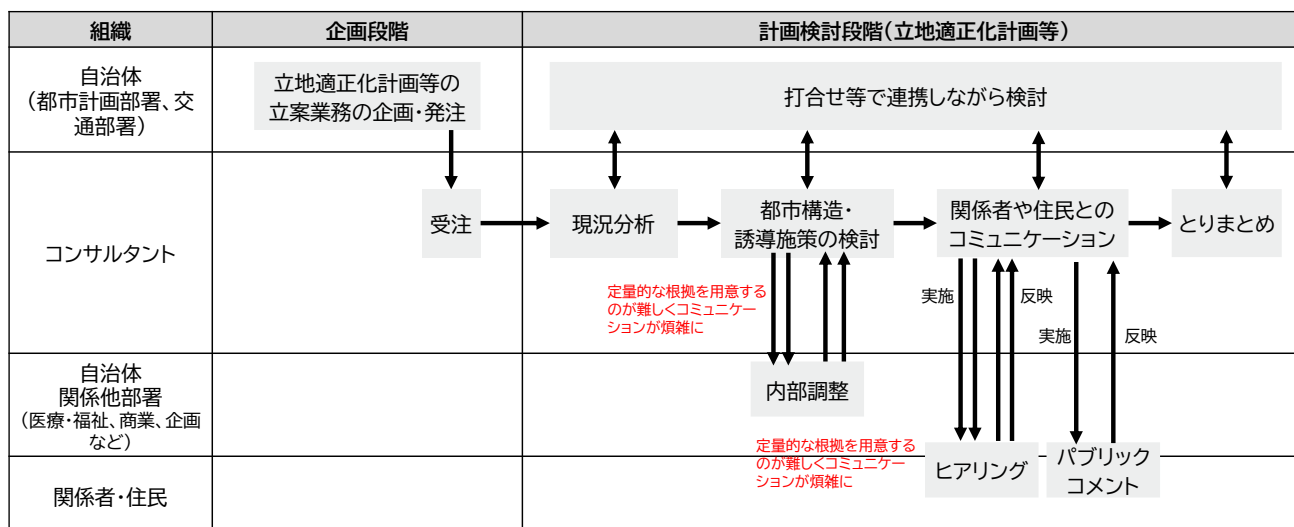 組織
企画段階
計画検討段階（立地適正化計画等）
自治体
（都市計画部署、交
通部署）
立地適正化計画等の
立案業務の企画・発注
打合せ等で連携しながら検討
コンサルタント
受注
現況分析
都市構造・
誘導施策の検討
関係者や住民との
コミュニケーション
とりまとめ
定量的な根拠を用意する
のが難しくコミュニケー
ションが煩雑に
実施
反映
実施
反映
自治体
関係他部署
（医療・福祉、商業、企画
など）
内部調整
定量的な根拠を用意する
のが難しくコミュニケー
ションが煩雑に
ヒアリング
パブリック
コメント
関係者・住民